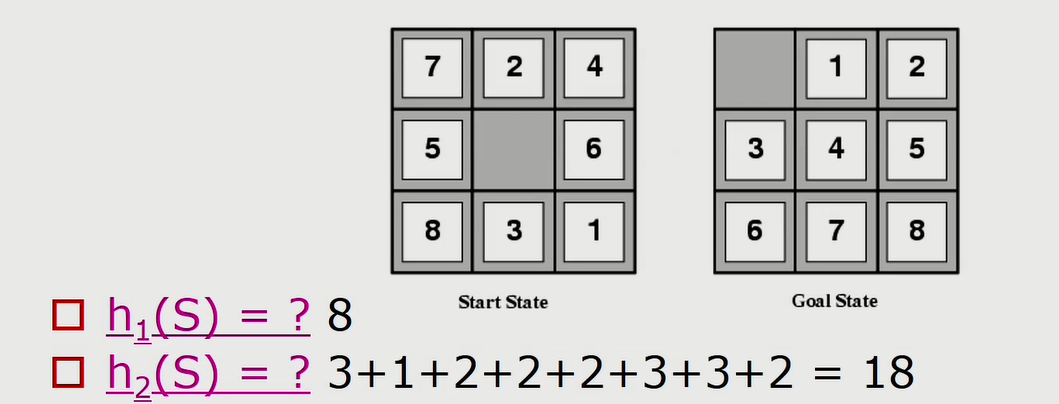 7 2 4
5 6
8 3 1
Start State
1 2
3 4 5
6 7 8
Goal State
h₁(S) = ? 8
h₂(S) = ? 3+1+2+2+2+3+3+2 = 18